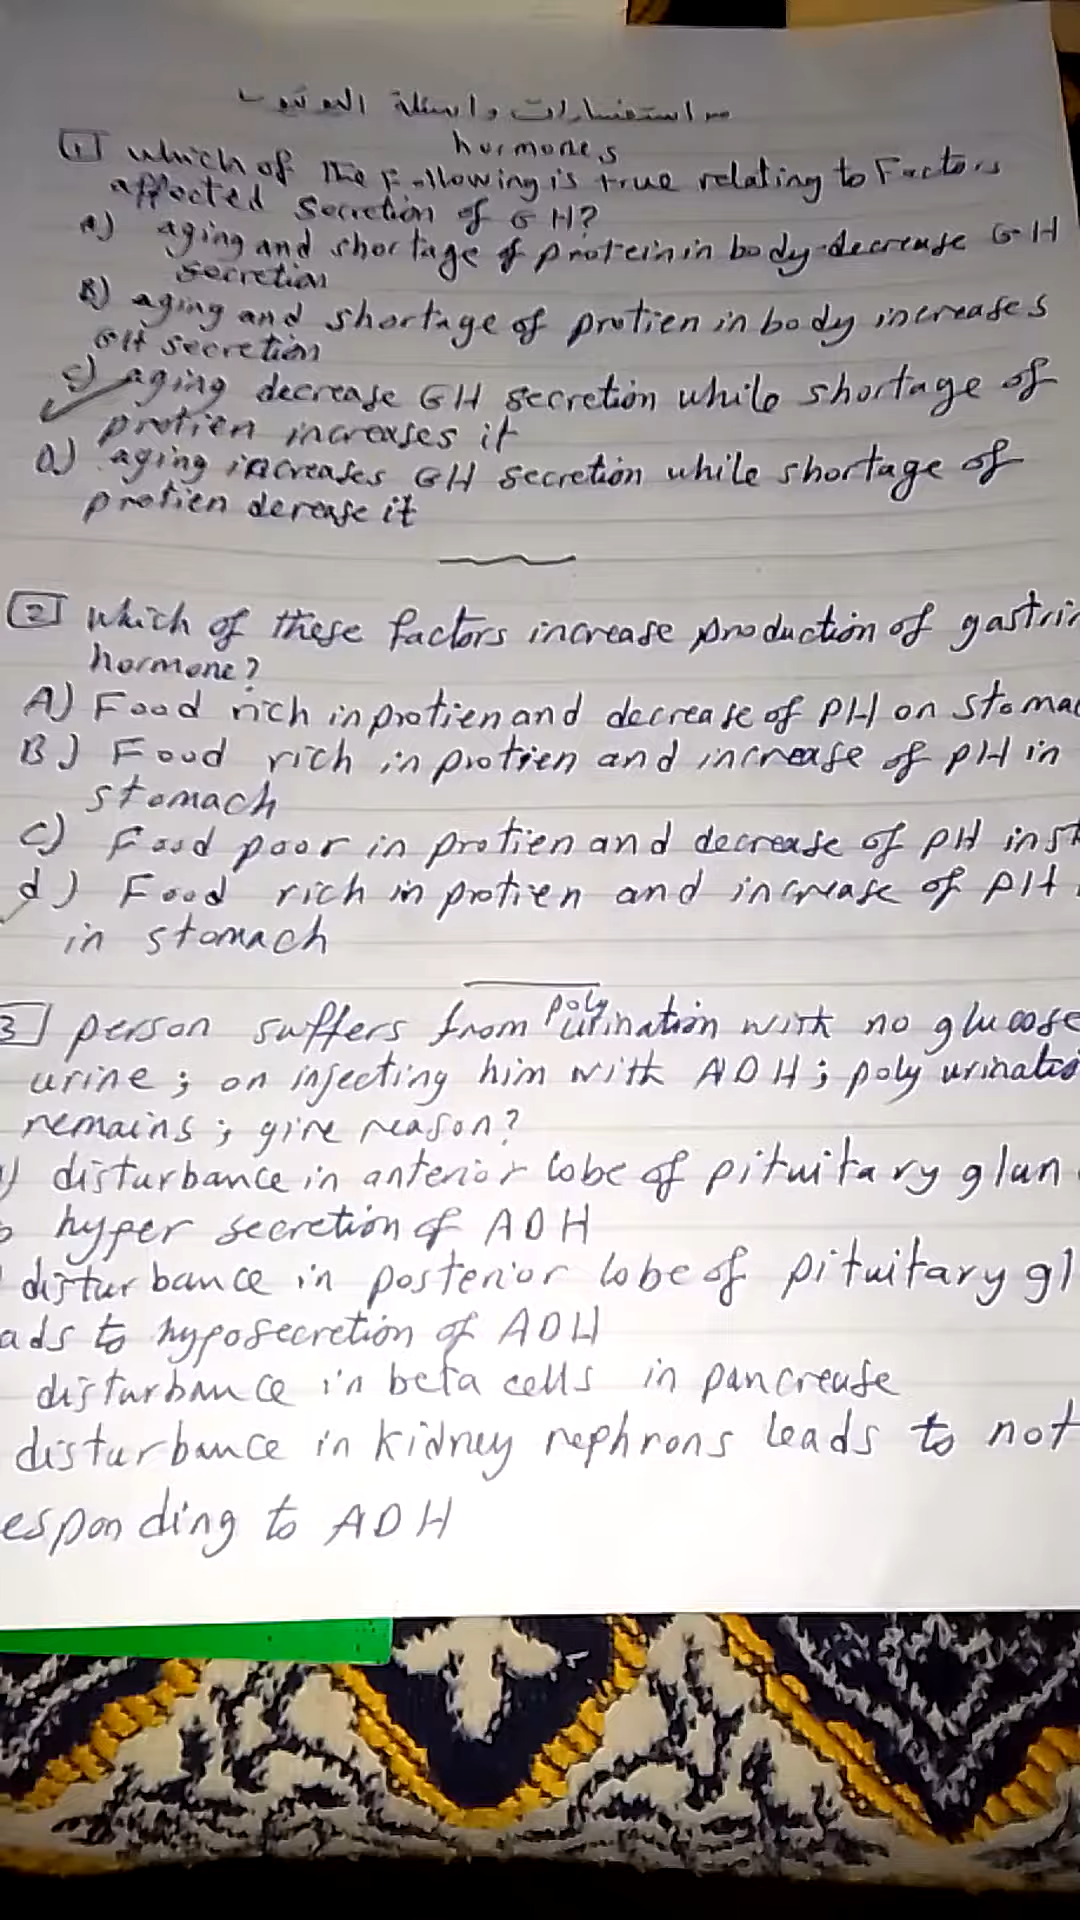 من استفسارات واسئلة اليوتيوب
hormones
1 which of the Following is true relating to Factors
affected secretion of GH?
A) aging and shortage of protein in body decrease GH
secretion
B) aging and shortage of protien in body increases
GH secretion
c) aging decrease GH secretion while shortage of
protien increases it
D) aging increases GH secretion while shortage of
protien derease it
2 which of these factors increase production of gastrin
hormone?
A) Food rich in protien and decrease of PH on stomac
B) Food rich in protien and increase of pH in
stomach
c) Food poor in protien and decrease of pH in st
d) Food rich in protien and increase of PH
in stomach
3 person suffers from poly urination with no glucose
urine; on injecting him with ADH; poly urinatio
remains; give reason?
) disturbance in anterior lobe of pituitary glan
o hyper secretion of ADH
disturbance in posterior lobe of pituitary gl
ads to hyposecretion of ADH
disturbance in beta cells in pancrease
disturbance in kidney nephrons leads to not
esponding to ADH